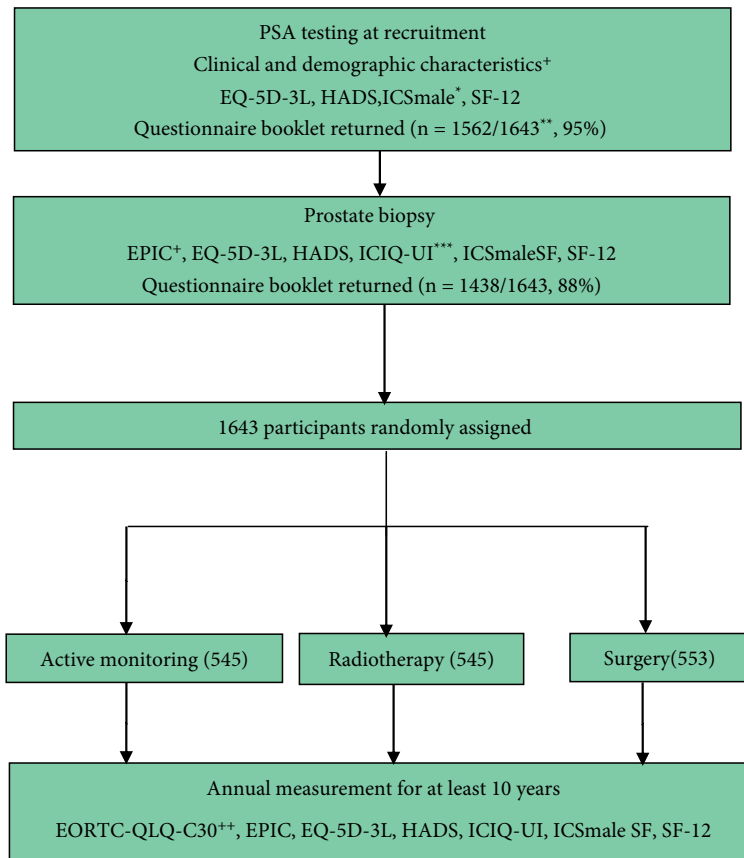 PSA testing at recruitment
Clinical and demographic characteristics+
EQ-5D-3L, HADS,ICSmale*, SF-12
Questionnaire booklet returned (n = 1562/1643**, 95%)
Prostate biopsy
EPIC+, EQ-5D-3L, HADS, ICIQ-UI***, ICSmaleSF, SF-12
Questionnaire booklet returned (n = 1438/1643, 88%)
1643 participants randomly assigned
Active monitoring (545)
Radiotherapy (545)
Surgery(553)
Annual measurement for at least 10 years
EORTC-QLQ-C30++, EPIC, EQ-5D-3L, HADS, ICIQ-UI, ICSmale SF, SF-12